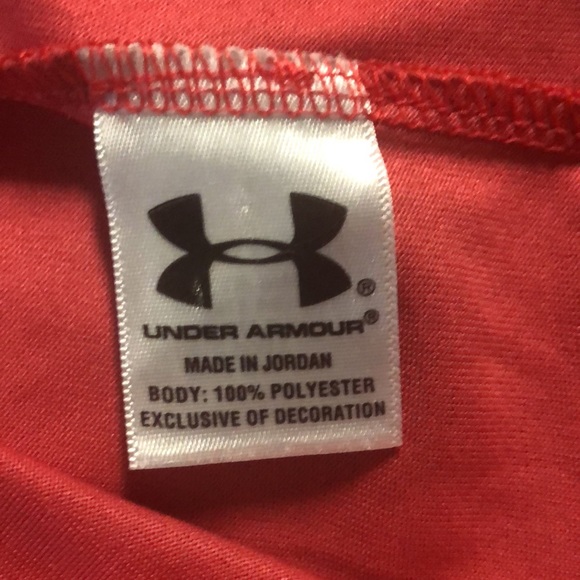 ®
UNDER ARMOUR®
MADE IN JORDAN
BODY: 100% POLYESTER
EXCLUSIVE OF DECORATION